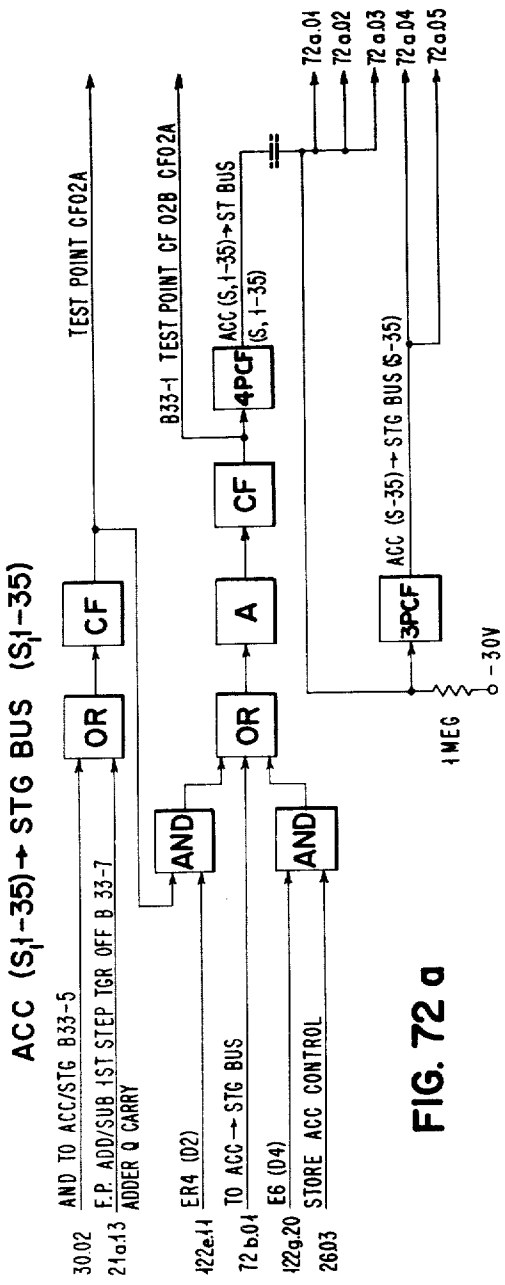 ACC (S,1-35)→ STG BUS (S,1-35)
30.02 AND TO ACC/STG B33-5
21a.13 F.P. ADD/SUB 1ST STEP TGR OFF B 33-7
ADDER Q CARRY
OR
CF
TEST POINT CF02A
122e.11 ER4 (D2)
AND
72b.01 TO ACC → STG BUS
122g.20 E6 (D4)
26.03 STORE ACC CONTROL
AND
OR
A
CF
B33-1 TEST POINT CF 02B CF02A
4PCF
ACC (S,1-35)→ ST BUS
(S,1-35)
72a.01
72a.02
72a.03
72a.04
72a.05
3PCF
ACC (S-35)→ STG BUS (S-35)
1 MEG
-30V
FIG. 72 a